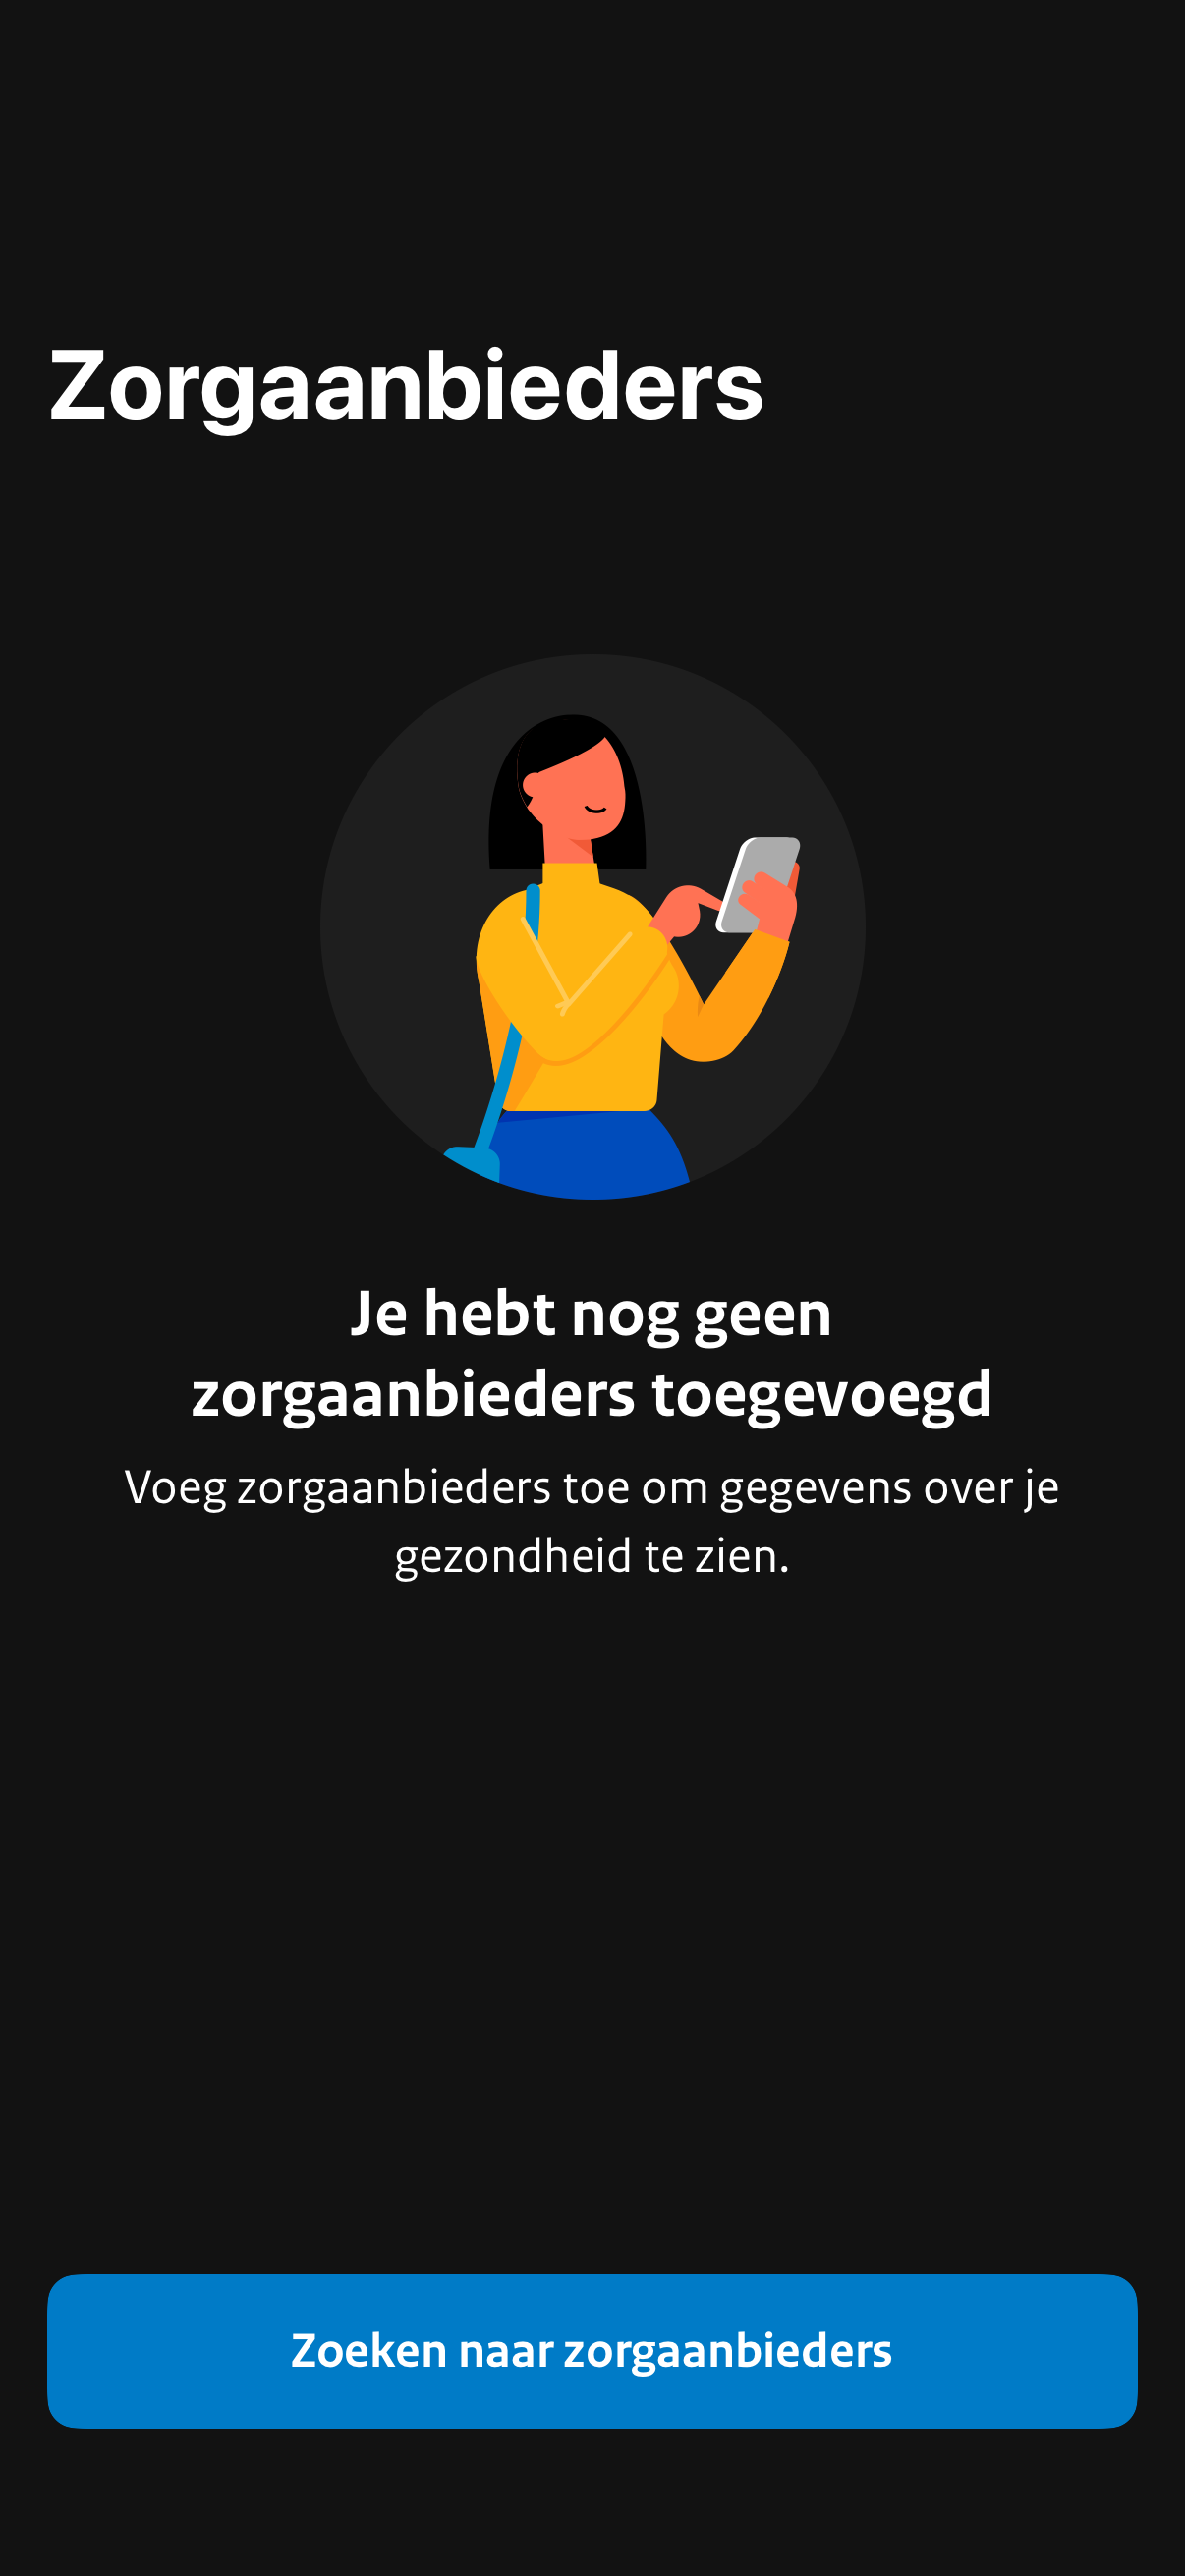 Zorgaanbieders
Je hebt nog geen
zorgaanbieders toegevoegd
Voeg zorgaanbieders toe om gegevens over je
gezondheid te zien.
Zoeken naar zorgaanbieders